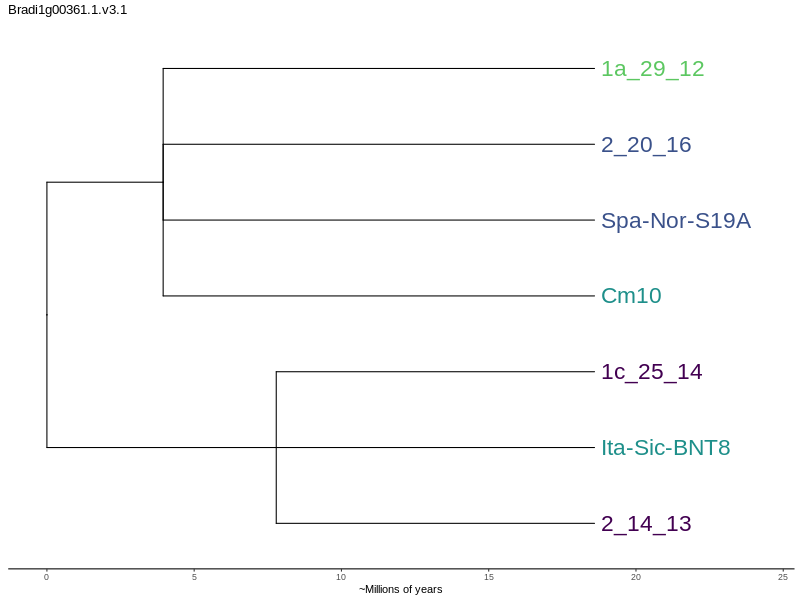 Bradi1g00361.1.v3.1
1a_29_12
2_20_16
Spa-Nor-S19A
Cm10
1c_25_14
Ita-Sic-BNT8
2_14_13
0 5 10 15 20 25
~Millions of years